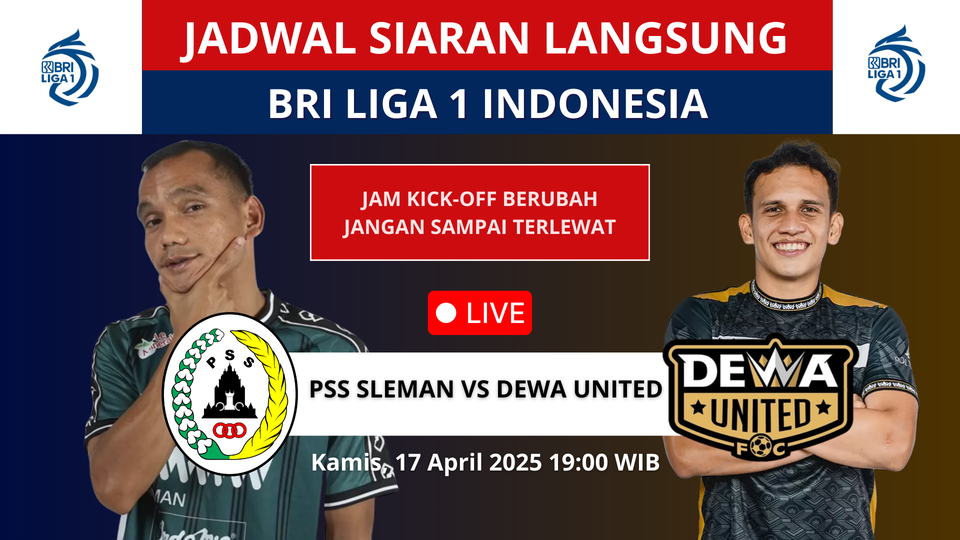 JADWAL SIARAN LANGSUNG
BRI LIGA 1 INDONESIA
BRI
LIGA 1
BRI
LIGA 1
JAM KICK-OFF BERUBAH
JANGAN SAMPAI TERLEWAT
LIVE
PSS
PSS SLEMAN VS DEWA UNITED
DEWA
UNITED
FC
Kamis, 17 April 2025 19:00 WIB
MAN